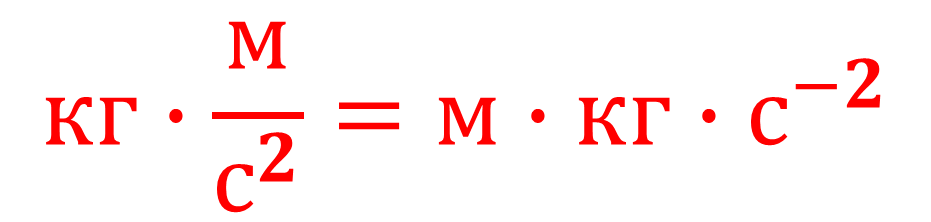 кг · м/с² = м · кг · с⁻²